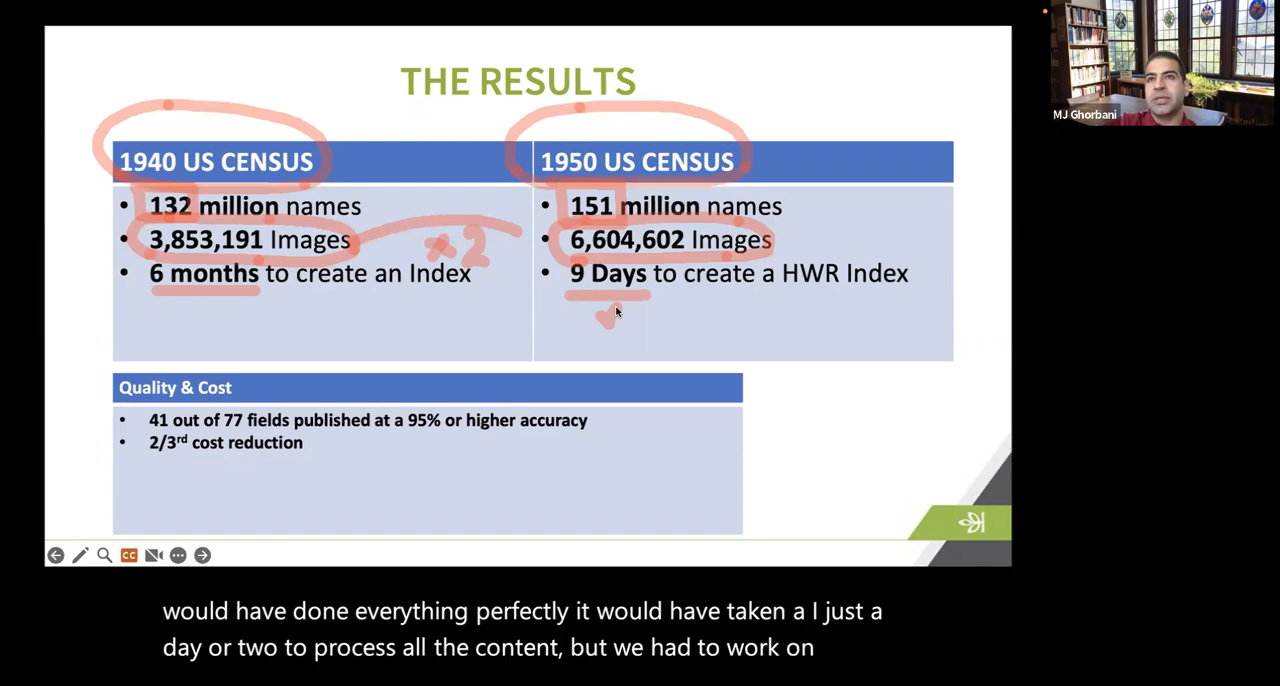 THE RESULTS
1940 US CENSUS
• 132 million names
• 3,853,191 Images
• 6 months to create an Index
*2
1950 US CENSUS
• 151 million names
• 6,604,602 Images
• 9 Days to create a HWR Index
Quality & Cost
• 41 out of 77 fields published at a 95% or higher accuracy
• 2/3rd cost reduction
MJ Ghorbani
CC
would have done everything perfectly it would have taken a I just a
day or two to process all the content, but we had to work on